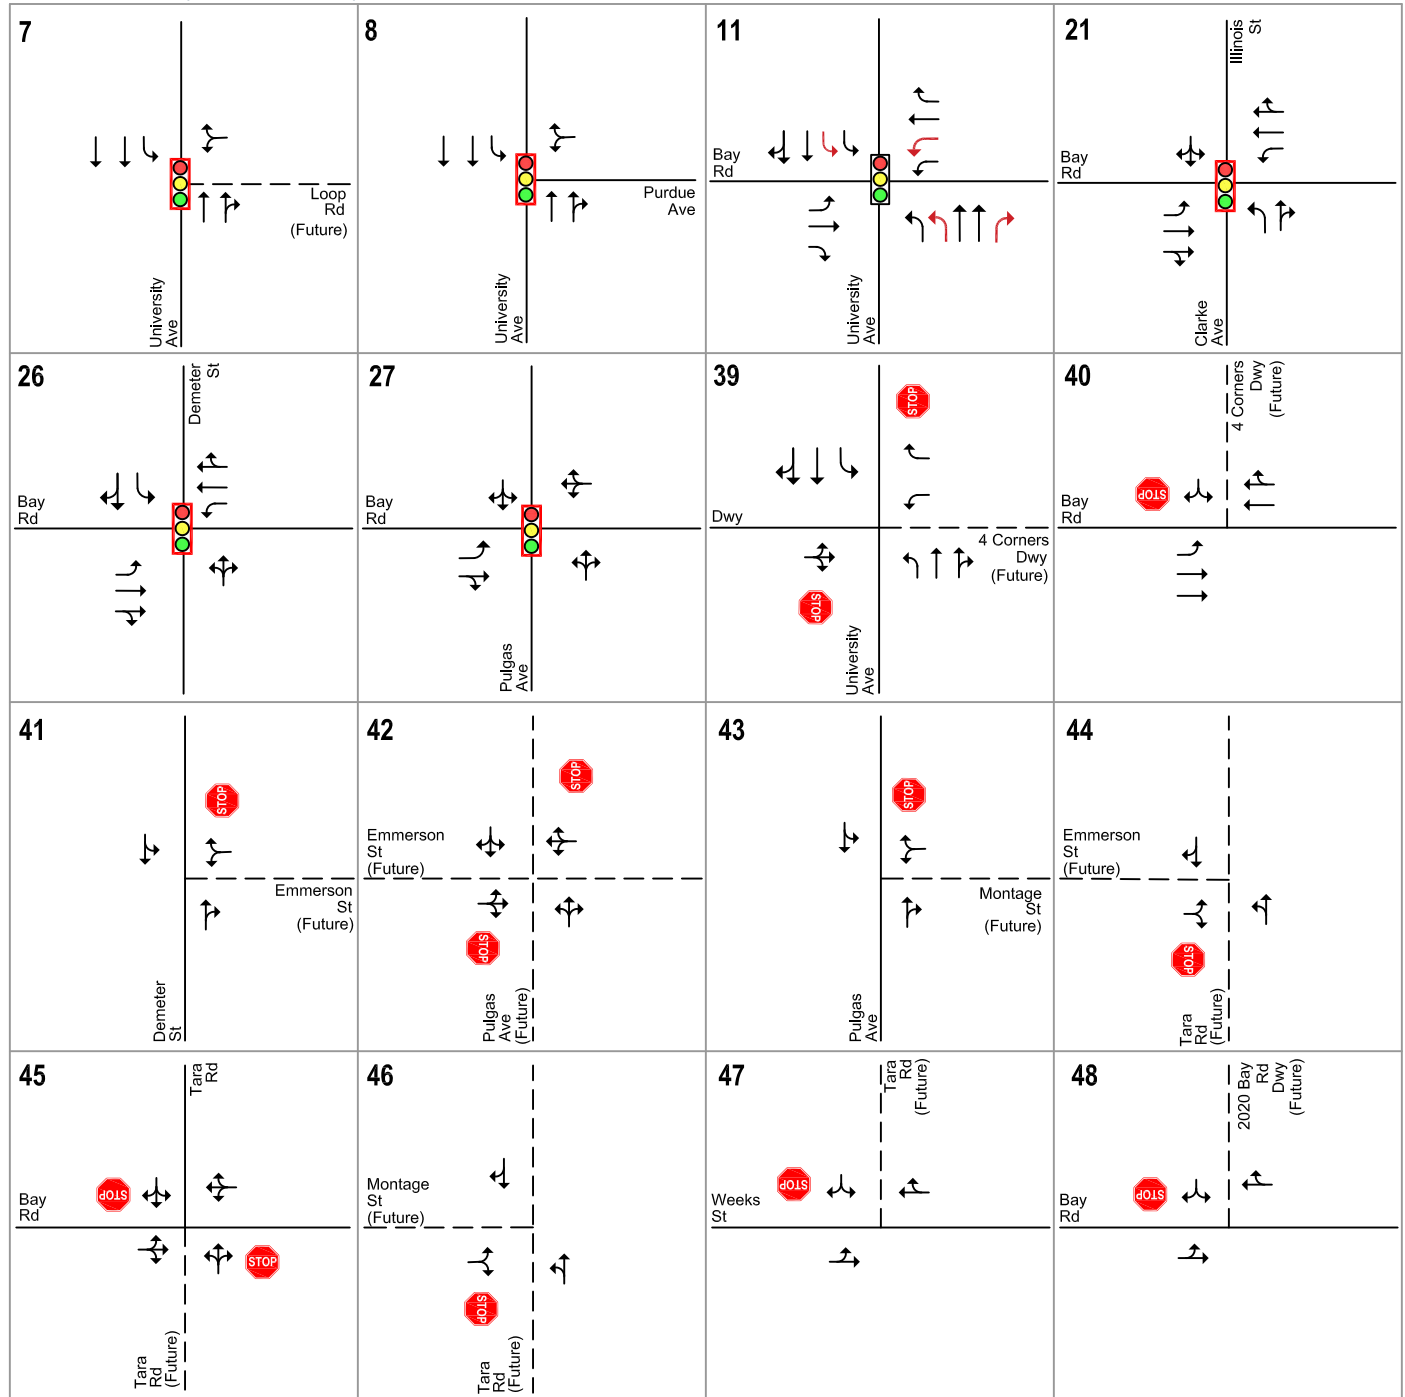 7
Loop
Rd
(Future)
University
Ave
8
Purdue
Ave
University
Ave
11
Bay
Rd
University
Ave
21
Illinois
St
Bay
Rd
Clarke
Ave
26
Demeter
St
Bay
Rd
27
Bay
Rd
Pulgas
Ave
39
STOP
Dwy
4 Corners
Dwy
(Future)
STOP
University
Ave
40
4 Corners
Dwy
(Future)
STOP
Bay
Rd
41
STOP
Emmerson
St
(Future)
Demeter
St
42
STOP
Emmerson
St
(Future)
STOP
Pulgas
Ave
(Future)
43
STOP
Montage
St
(Future)
Pulgas
Ave
44
Emmerson
St
(Future)
STOP
Tara
Rd
(Future)
45
Tara
Rd
STOP
Bay
Rd
STOP
Tara
Rd
(Future)
46
Montage
St
(Future)
STOP
Tara
Rd
(Future)
47
Tara
Rd
(Future)
STOP
Weeks
St
48
2020 Bay
Rd
Dwy
(Future)
STOP
Bay
Rd